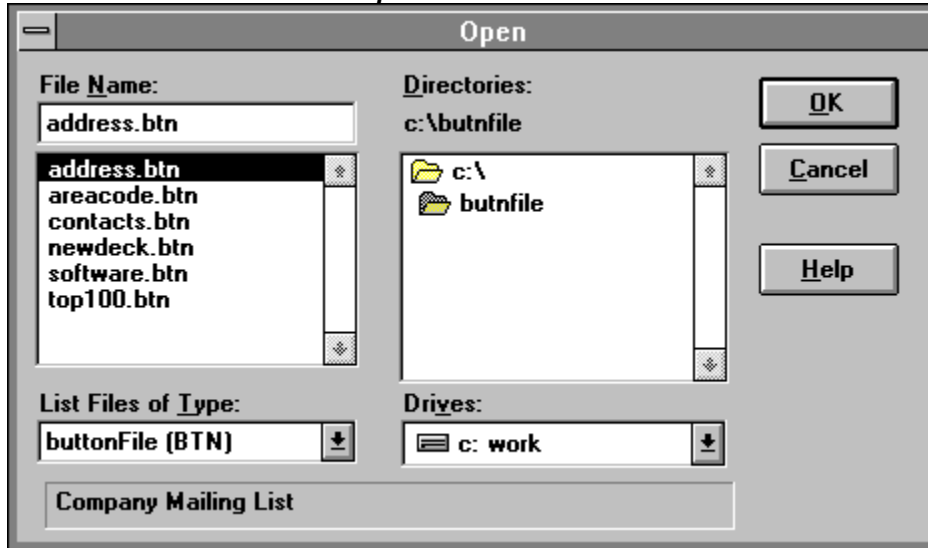 Open
File Name:
address.btn
address.btn
areacode.btn
contacts.btn
newdeck.btn
software.btn
top100.btn
List Files of Type:
buttonFile (BTN)
Directories:
c:\butnfile
c:\
butnfile
Drives:
c: work
OK
Cancel
Help
Company Mailing List